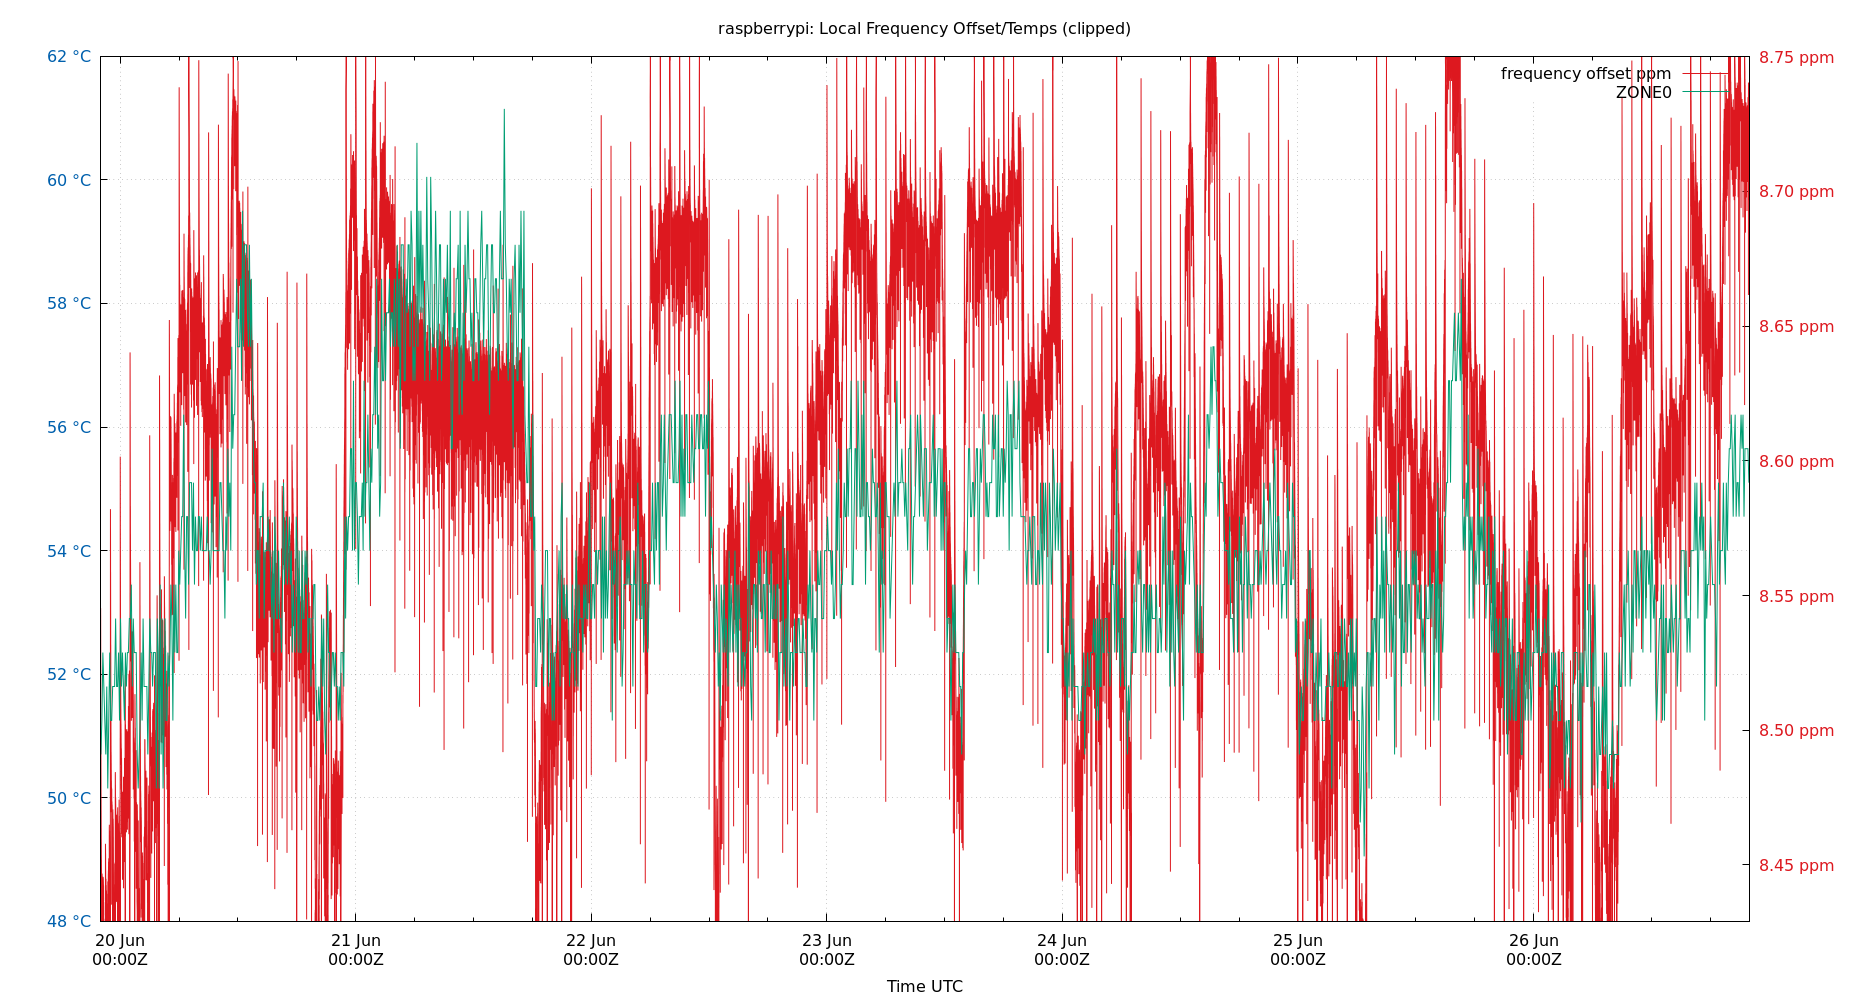 raspberrypi: Local Frequency Offset/Temps (clipped)
62 °C
60 °C
58 °C
56 °C
54 °C
52 °C
50 °C
48 °C
8.75 ppm
8.70 ppm
8.65 ppm
8.60 ppm
8.55 ppm
8.50 ppm
8.45 ppm
frequency offset ppm
ZONE0
20 Jun
00:00Z
21 Jun
00:00Z
22 Jun
00:00Z
23 Jun
00:00Z
24 Jun
00:00Z
25 Jun
00:00Z
26 Jun
00:00Z
Time UTC